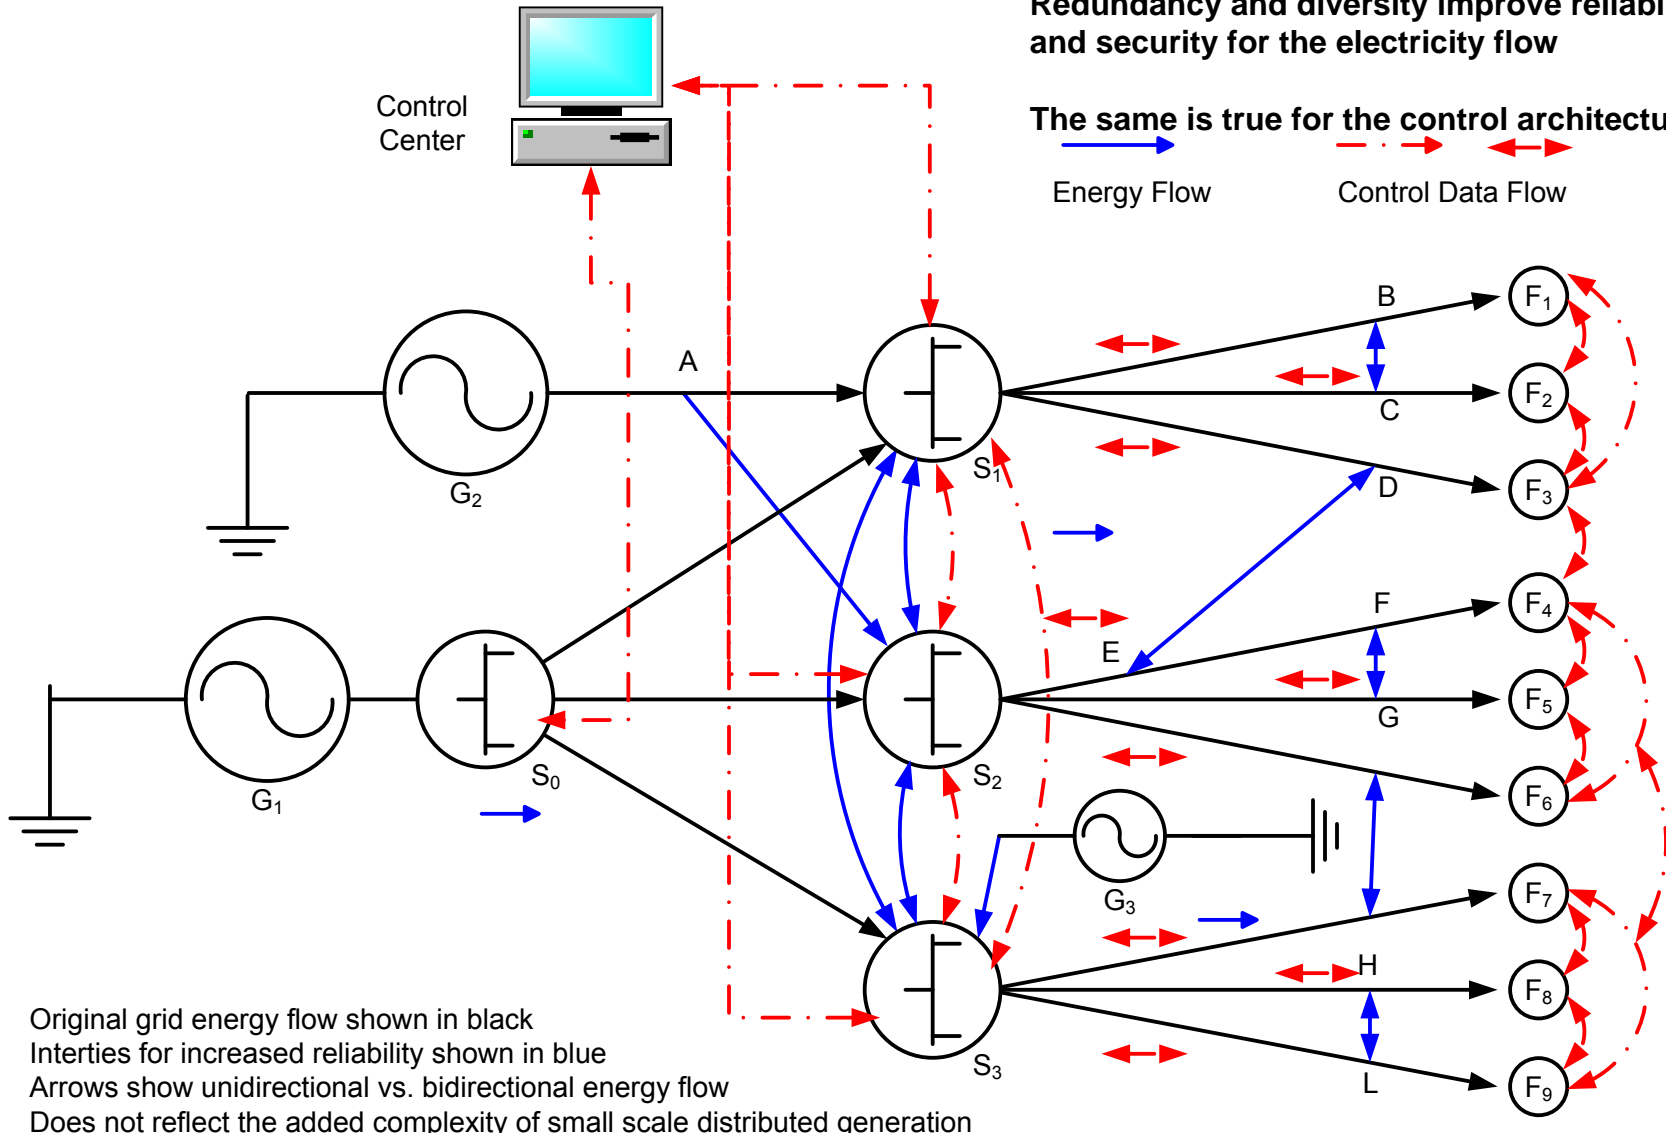 Redundancy and diversity improve reliabi
and security for the electricity flow
The same is true for the control architectu
Energy Flow
Control Data Flow
Control
Center
A
B
C
D
E
F
G
H
L
G2
G1
G3
S0
S1
S2
S3
F1
F2
F3
F4
F5
F6
F7
F8
F9
Original grid energy flow shown in black
Interties for increased reliability shown in blue
Arrows show unidirectional vs. bidirectional energy flow
Does not reflect the added complexity of small scale distributed generation